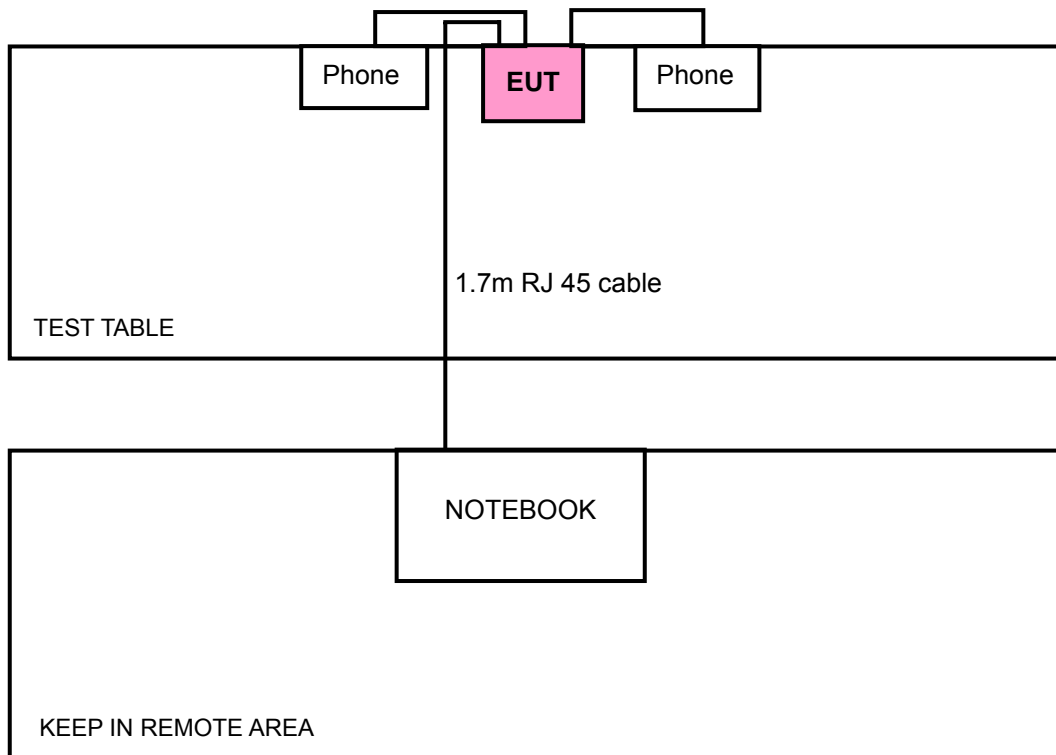 Phone
EUT
Phone
1.7m RJ 45 cable
TEST TABLE
NOTEBOOK
KEEP IN REMOTE AREA